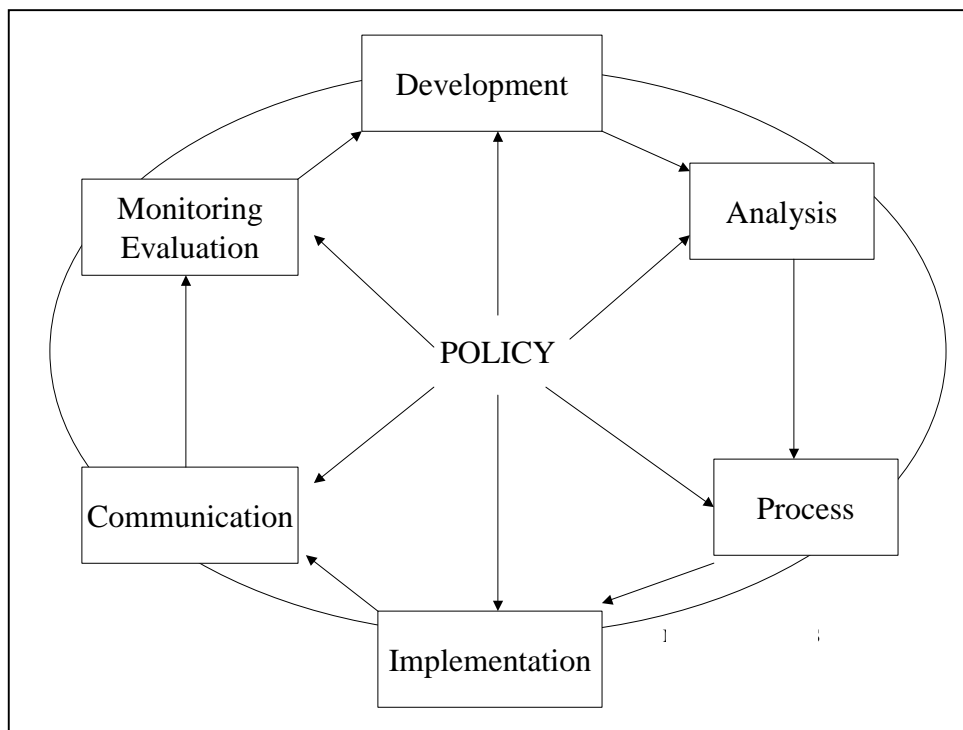 Development
Analysis
Monitoring
Evaluation
POLICY
Communication
Process
Implementation